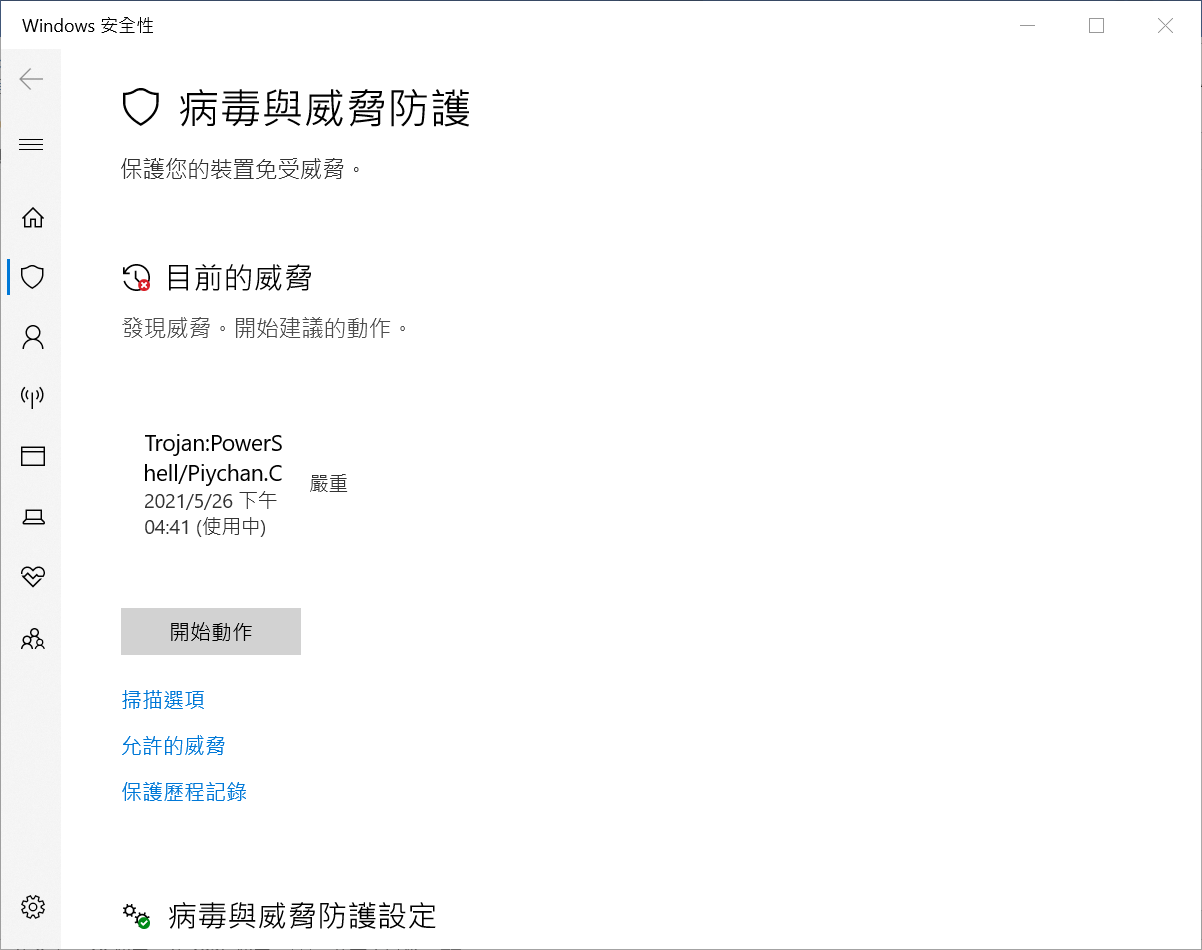 Windows 安全性
病毒與威脅防護
保護您的裝置免受威脅。
目前的威脅
發現威脅。開始建議的動作。
Trojan:PowerS
hell/Piychan.C
嚴重
2021/5/26 下午
04:41 (使用中)
開始動作
掃描選項
允許的威脅
保護歷程記錄
病毒與威脅防護設定